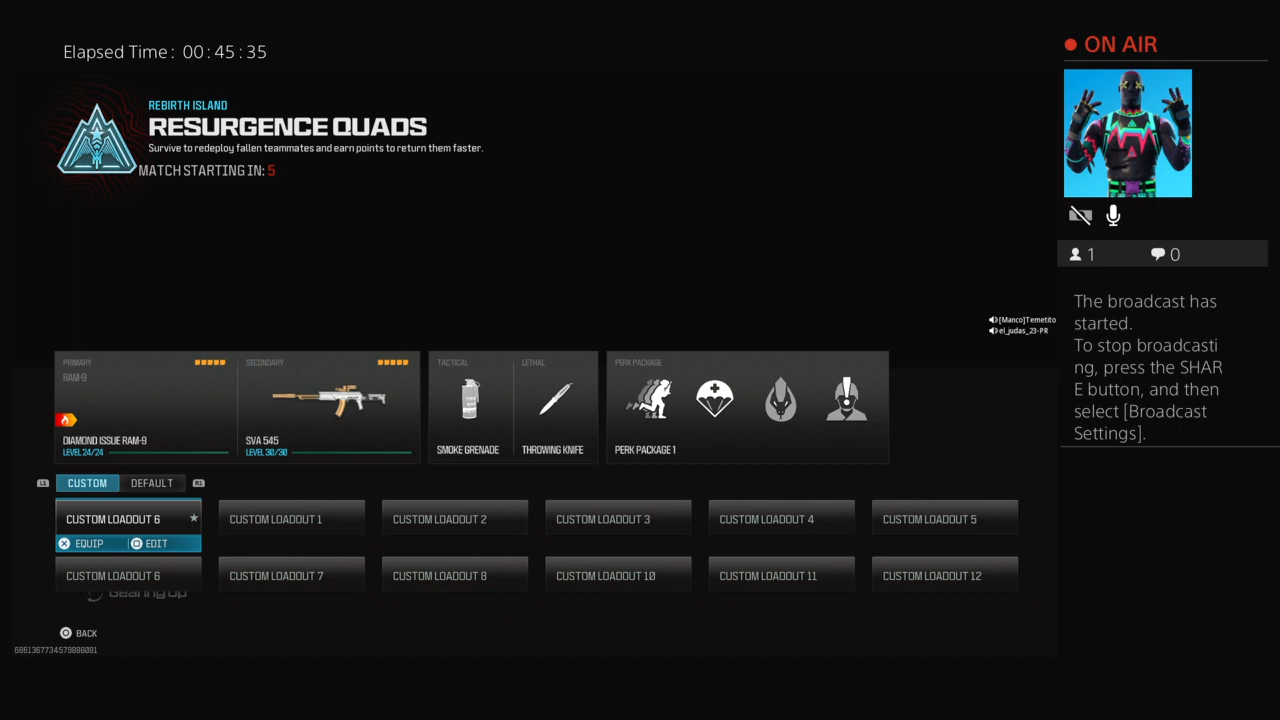 Elapsed Time: 00:45:35
ON AIR
REBIRTH ISLAND
RESURGENCE QUADS
Survive to redeploy fallen teammates and earn points to return them faster.
MATCH STARTING IN: 5
1
0
The broadcast has
started.
To stop broadcasti
ng, press the SHAR
E button, and then
select [Broadcast
Settings].
[Manco]Temetito
el_judas_23-PR
PRIMARY
RAM-9
DIAMOND ISSUE RAM-9
LEVEL 24/24
SECONDARY
SVA 545
LEVEL 30/30
TACTICAL
SMOKE GRENADE
LETHAL
THROWING KNIFE
PERK PACKAGE
PERK PACKAGE 1
L1 CUSTOM DEFAULT R1
CUSTOM LOADOUT 6 CUSTOM LOADOUT 1 CUSTOM LOADOUT 2 CUSTOM LOADOUT 3 CUSTOM LOADOUT 4 CUSTOM LOADOUT 5
EQUIP EDIT
CUSTOM LOADOUT 6 CUSTOM LOADOUT 7 CUSTOM LOADOUT 8 CUSTOM LOADOUT 10 CUSTOM LOADOUT 11 CUSTOM LOADOUT 12
Gearing up
BACK